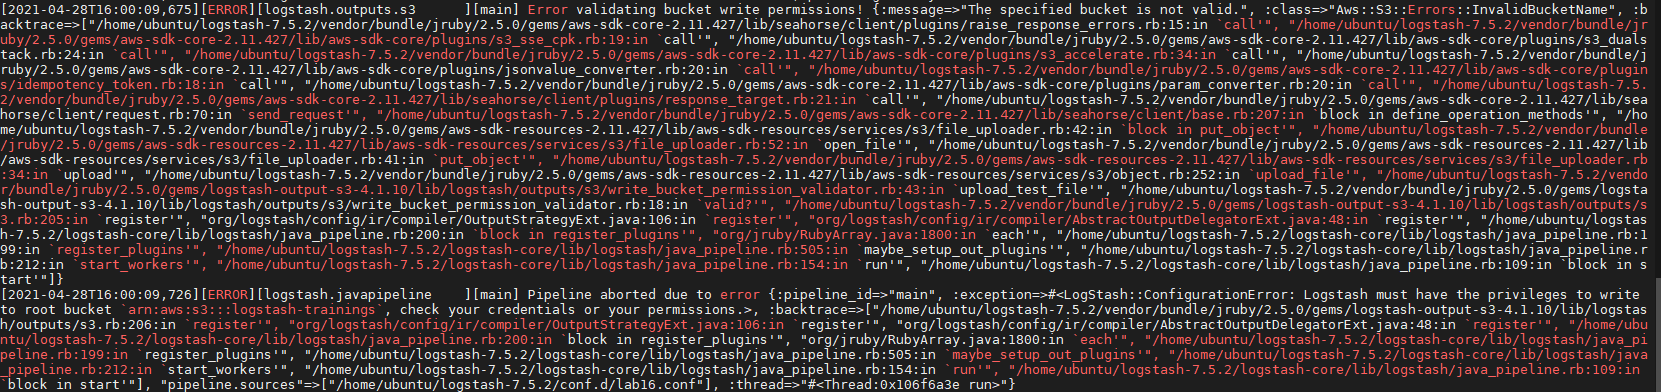 [2021-04-28T16:00:09,675][ERROR][logstash.outputs.s3      ][main] Error validating bucket write permissions! {:message=>"The specified bucket is not valid.", :class=>"Aws::S3::Errors::InvalidBucketName", :b
acktrace=>["/home/ubuntu/logstash-7.5.2/vendor/bundle/jruby/2.5.0/gems/aws-sdk-core-2.11.427/lib/seahorse/client/plugins/raise_response_errors.rb:15:in `call'", "/home/ubuntu/logstash-7.5.2/vendor/bundle/jr
uby/2.5.0/gems/aws-sdk-core-2.11.427/lib/aws-sdk-core/plugins/s3_sse_cpk.rb:19:in `call'", "/home/ubuntu/logstash-7.5.2/vendor/bundle/jruby/2.5.0/gems/aws-sdk-core-2.11.427/lib/aws-sdk-core/plugins/s3_duals
tack.rb:24:in `call'", "/home/ubuntu/logstash-7.5.2/vendor/bundle/jruby/2.5.0/gems/aws-sdk-core-2.11.427/lib/aws-sdk-core/plugins/s3_accelerate.rb:34:in `call'", "/home/ubuntu/logstash-7.5.2/vendor/bundle/j
ruby/2.5.0/gems/aws-sdk-core-2.11.427/lib/aws-sdk-core/plugins/jsonvalue_converter.rb:20:in `call'", "/home/ubuntu/logstash-7.5.2/vendor/bundle/jruby/2.5.0/gems/aws-sdk-core-2.11.427/lib/aws-sdk-core/plugin
s/idempotency_token.rb:18:in `call'", "/home/ubuntu/logstash-7.5.2/vendor/bundle/jruby/2.5.0/gems/aws-sdk-core-2.11.427/lib/aws-sdk-core/plugins/param_converter.rb:20:in `call'", "/home/ubuntu/logstash-7.5.
2/vendor/bundle/jruby/2.5.0/gems/aws-sdk-core-2.11.427/lib/seahorse/client/plugins/response_target.rb:21:in `call'", "/home/ubuntu/logstash-7.5.2/vendor/bundle/jruby/2.5.0/gems/aws-sdk-core-2.11.427/lib/sea
horse/client/request.rb:70:in `send_request'", "/home/ubuntu/logstash-7.5.2/vendor/bundle/jruby/2.5.0/gems/aws-sdk-core-2.11.427/lib/seahorse/client/base.rb:207:in `block in define_operation_methods'", "/ho
me/ubuntu/logstash-7.5.2/vendor/bundle/jruby/2.5.0/gems/aws-sdk-resources-2.11.427/lib/aws-sdk-resources/services/s3/file_uploader.rb:42:in `block in put_object'", "/home/ubuntu/logstash-7.5.2/vendor/bundle
/jruby/2.5.0/gems/aws-sdk-resources-2.11.427/lib/aws-sdk-resources/services/s3/file_uploader.rb:52:in `open_file'", "/home/ubuntu/logstash-7.5.2/vendor/bundle/jruby/2.5.0/gems/aws-sdk-resources-2.11.427/lib
/aws-sdk-resources/services/s3/file_uploader.rb:41:in `put_object'", "/home/ubuntu/logstash-7.5.2/vendor/bundle/jruby/2.5.0/gems/aws-sdk-resources-2.11.427/lib/aws-sdk-resources/services/s3/file_uploader.rb
:34:in `upload'", "/home/ubuntu/logstash-7.5.2/vendor/bundle/jruby/2.5.0/gems/aws-sdk-resources-2.11.427/lib/aws-sdk-resources/services/s3/object.rb:252:in `upload_file'", "/home/ubuntu/logstash-7.5.2/vendo
r/bundle/jruby/2.5.0/gems/logstash-output-s3-4.1.10/lib/logstash/outputs/s3/write_bucket_permission_validator.rb:43:in `upload_test_file'", "/home/ubuntu/logstash-7.5.2/vendor/bundle/jruby/2.5.0/gems/logsta
sh-output-s3-4.1.10/lib/logstash/outputs/s3/write_bucket_permission_validator.rb:18:in `valid?'", "/home/ubuntu/logstash-7.5.2/vendor/bundle/jruby/2.5.0/gems/logstash-output-s3-4.1.10/lib/logstash/outputs/s
3.rb:205:in `register'", "org/logstash/config/ir/compiler/OutputStrategyExt.java:106:in `register'", "org/logstash/config/ir/compiler/AbstractOutputDelegatorExt.java:48:in `register'", "/home/ubuntu/logstas
h-7.5.2/logstash-core/lib/logstash/java_pipeline.rb:200:in `block in register_plugins'", "org/jruby/RubyArray.java:1800:in `each'", "/home/ubuntu/logstash-7.5.2/logstash-core/lib/logstash/java_pipeline.rb:1
99:in `register_plugins'", "/home/ubuntu/logstash-7.5.2/logstash-core/lib/logstash/java_pipeline.rb:505:in `maybe_setup_out_plugins'", "/home/ubuntu/logstash-7.5.2/logstash-core/lib/logstash/java_pipeline.r
b:212:in `start_workers'", "/home/ubuntu/logstash-7.5.2/logstash-core/lib/logstash/java_pipeline.rb:154:in `run'", "/home/ubuntu/logstash-7.5.2/logstash-core/lib/logstash/java_pipeline.rb:109:in `block in s
tart'"]}
[2021-04-28T16:00:09,726][ERROR][logstash.javapipeline    ][main] Pipeline aborted due to error {:pipeline_id=>"main", :exception=>#<LogStash::ConfigurationError: Logstash must have the privileges to write
to root bucket `arn:aws:s3:::logstash-trainings`, check your credentials or your permissions.>, :backtrace=>["/home/ubuntu/logstash-7.5.2/vendor/bundle/jruby/2.5.0/gems/logstash-output-s3-4.1.10/lib/logstas
h/outputs/s3.rb:206:in `register'", "org/logstash/config/ir/compiler/OutputStrategyExt.java:106:in `register'", "org/logstash/config/ir/compiler/AbstractOutputDelegatorExt.java:48:in `register'", "/home/ubu
ntu/logstash-7.5.2/logstash-core/lib/logstash/java_pipeline.rb:200:in `block in register_plugins'", "org/jruby/RubyArray.java:1800:in `each'", "/home/ubuntu/logstash-7.5.2/logstash-core/lib/logstash/java_pi
peline.rb:199:in `register_plugins'", "/home/ubuntu/logstash-7.5.2/logstash-core/lib/logstash/java_pipeline.rb:505:in `maybe_setup_out_plugins'", "/home/ubuntu/logstash-7.5.2/logstash-core/lib/logstash/java
_pipeline.rb:212:in `start_workers'", "/home/ubuntu/logstash-7.5.2/logstash-core/lib/logstash/java_pipeline.rb:154:in `run'", "/home/ubuntu/logstash-7.5.2/logstash-core/lib/logstash/java_pipeline.rb:109:in
`block in start'"], "pipeline.sources"=>["/home/ubuntu/logstash-7.5.2/conf.d/lab16.conf"], :thread=>"#<Thread:0x106f6a3e run>"}